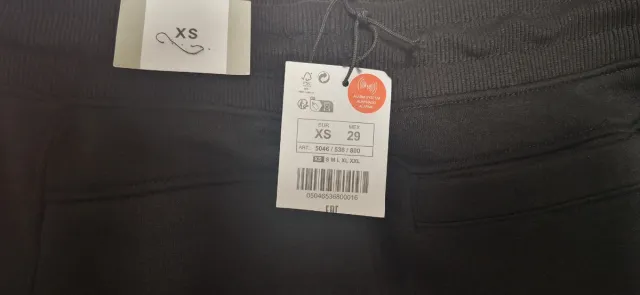 XS
EUR MEX
XS 29
ART. 5046 / 536 / 800
XS S M L XL XXL
05046536800016